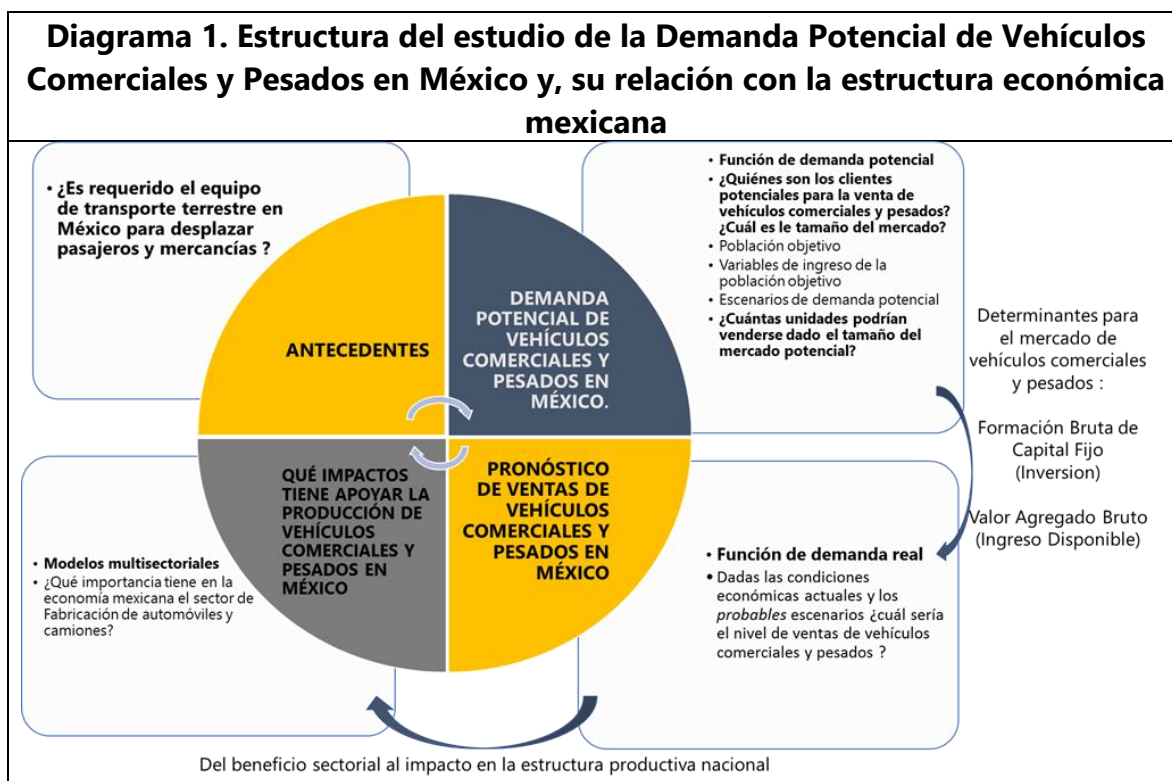 Diagrama 1. Estructura del estudio de la Demanda Potencial de Vehículos
Comerciales y Pesados en México y, su relación con la estructura económica
mexicana
• ¿Es requerido el equipo
de transporte terrestre en
México para desplazar
pasajeros y mercancías ?
ANTECEDENTES
DEMANDA
POTENCIAL DE
VEHÍCULOS
COMERCIALES Y
PESADOS EN
MÉXICO.
• Función de demanda potencial
• ¿Quiénes son los clientes
potenciales para la venta de
vehículos comerciales y pesados?
¿Cuál es le tamaño del mercado?
• Población objetivo
• Variables de ingreso de la
población objetivo
• Escenarios de demanda potencial
• ¿Cuántas unidades podrían
venderse dado el tamaño del
mercado potencial?
Determinantes para
el mercado de
vehículos comerciales
y pesados :
Formación Bruta de
Capital Fijo
(Inversion)
Valor Agregado Bruto
(Ingreso Disponible)
• Modelos multisectoriales
• ¿Qué importancia tiene en la
economía mexicana el sector de
Fabricación de automóviles y
camiones?
QUÉ IMPACTOS
TIENE APOYAR LA
PRODUCCIÓN DE
VEHÍCULOS
COMERCIALES Y
PESADOS EN
MÉXICO
PRONÓSTICO
DE VENTAS DE
VEHÍCULOS
COMERCIALES Y
PESADOS EN
MÉXICO
• Función de demanda real
• Dadas las condiciones
económicas actuales y los
probables escenarios ¿cuál sería
el nivel de ventas de vehículos
comerciales y pesados ?
Del beneficio sectorial al impacto en la estructura productiva nacional